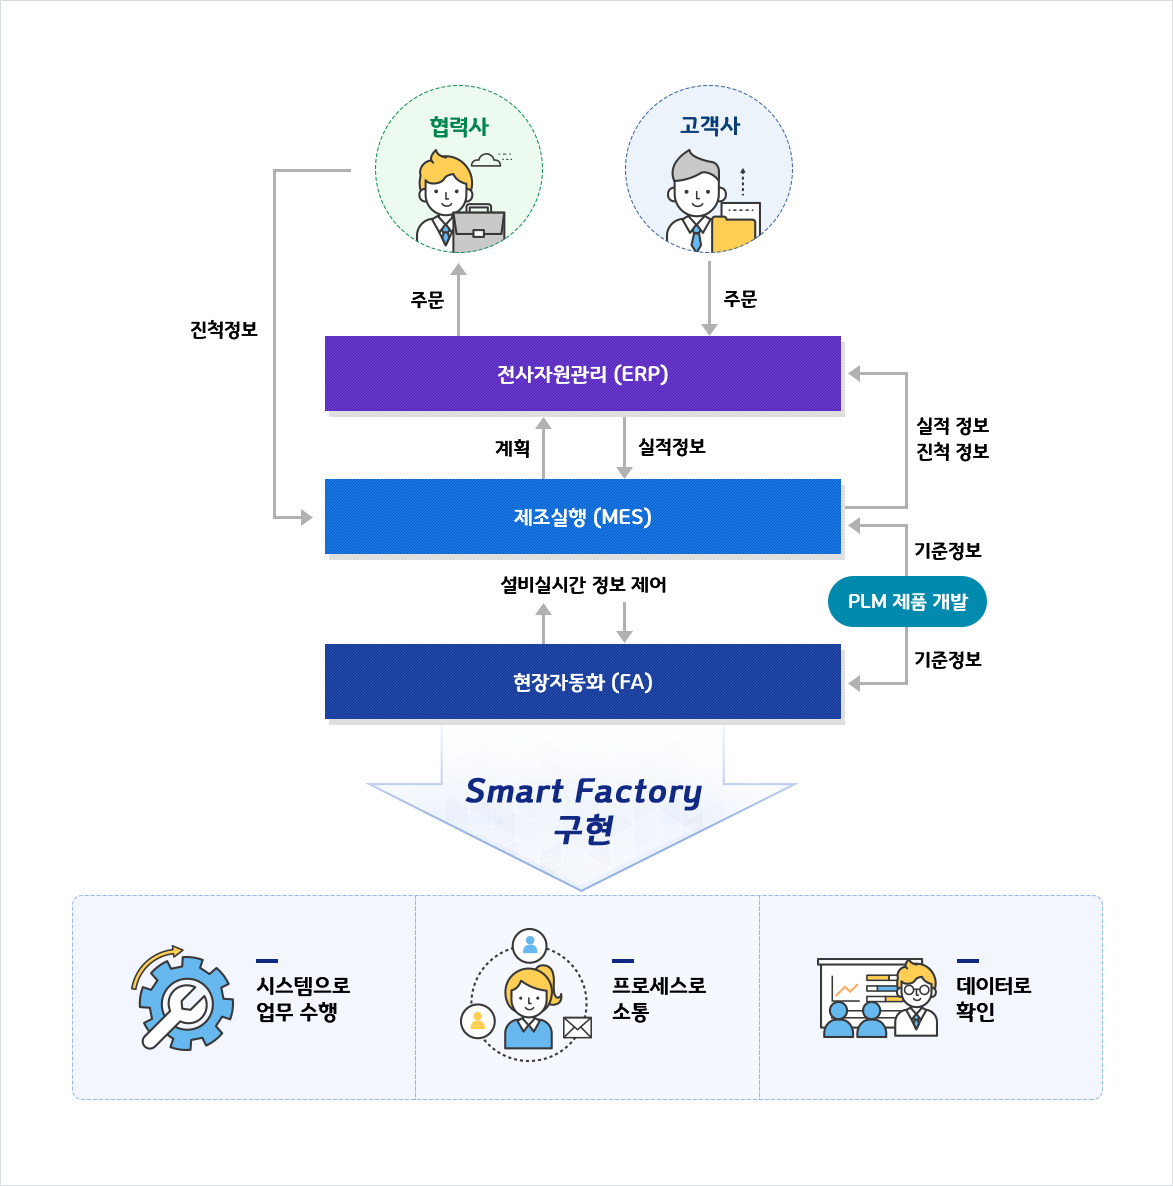 협력사
고객사
주문
주문
진척정보
전사자원관리 (ERP)
계획
실적정보
실적 정보
진척 정보
제조실행 (MES)
기준정보
설비실시간 정보 제어
PLM 제품 개발
기준정보
현장자동화 (FA)
Smart Factory
구현
시스템으로
업무 수행
프로세스로
소통
데이터로
확인